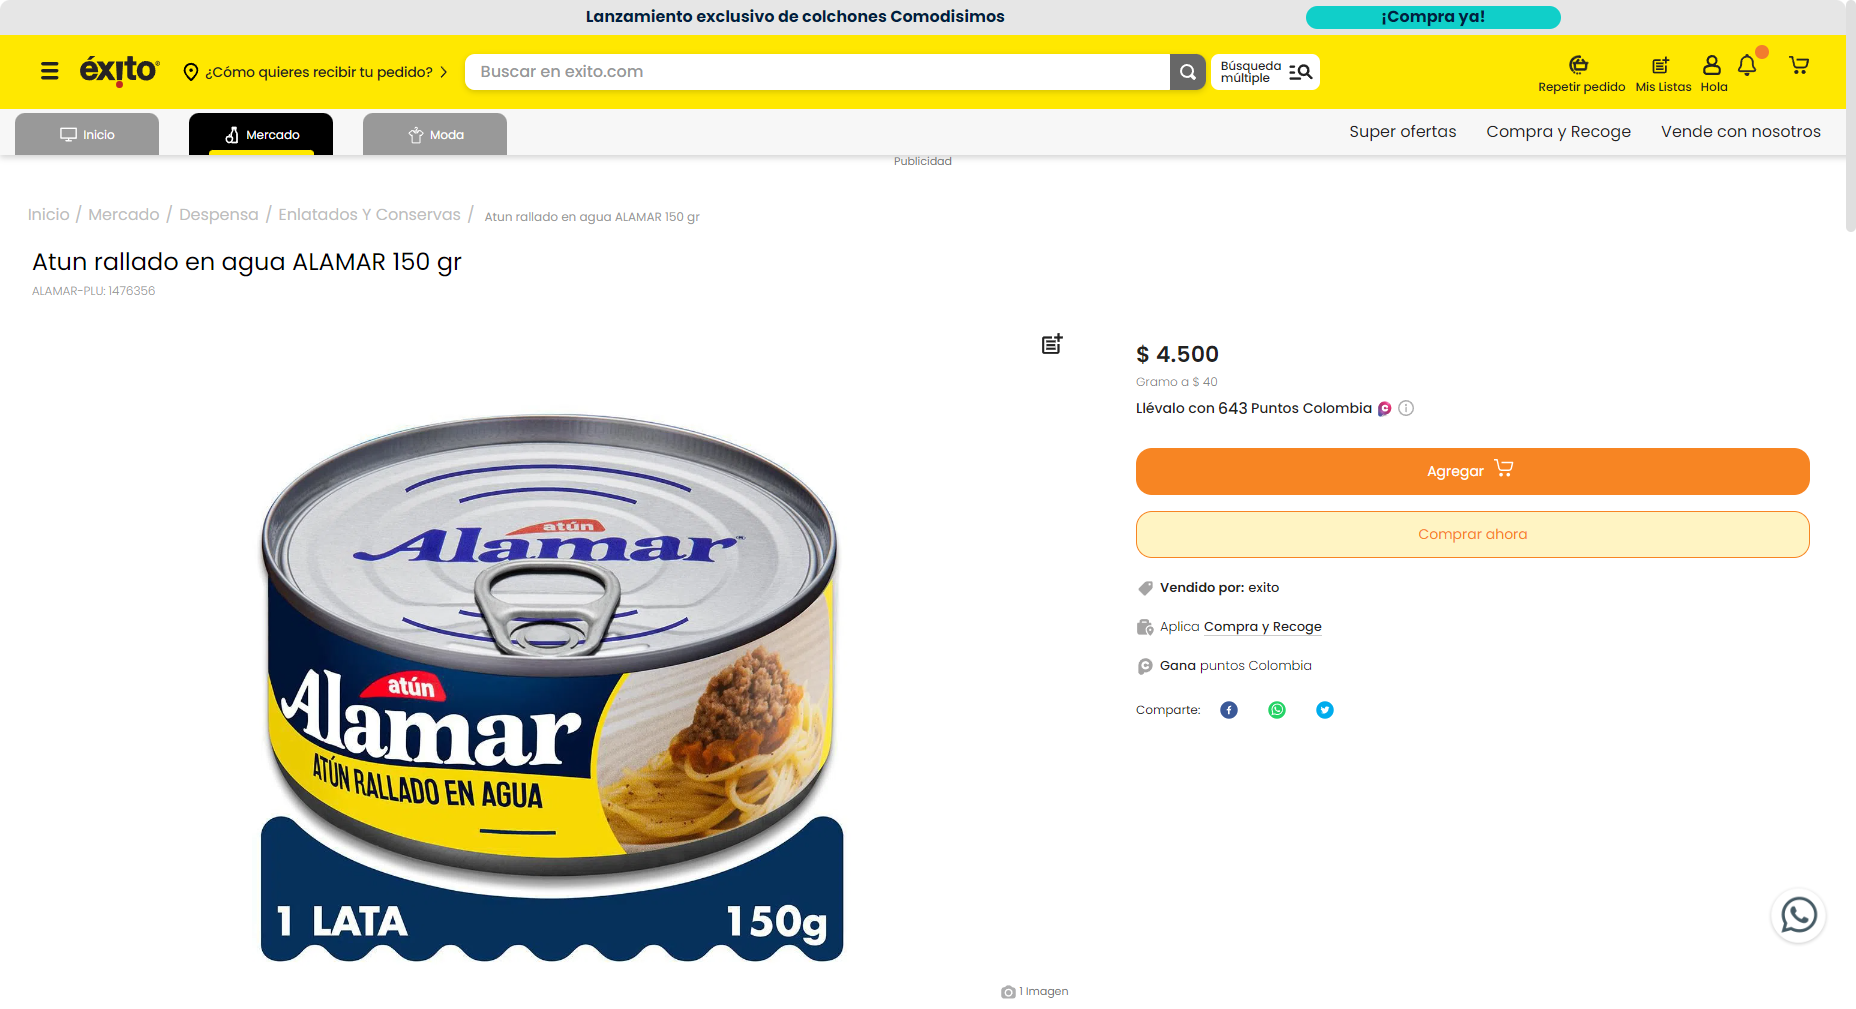 Lanzamiento exclusivo de colchones Comodisimos
¡Compra ya!
éxito
¿Cómo quieres recibir tu pedido?
Buscar en exito.com
Búsqueda múltiple
Repetir pedido
Mis Listas
Hola
Inicio
Mercado
Moda
Super ofertas
Compra y Recoge
Vende con nosotros
Publicidad
Inicio / Mercado / Despensa / Enlatados Y Conservas / Atun rallado en agua ALAMAR 150 gr
Atun rallado en agua ALAMAR 150 gr
ALAMAR-PLU: 1476356
atún
Alamar
atún
Alamar
ATÚN RALLADO EN AGUA
1 LATA
150g
1 Imagen
$ 4.500
Gramo a $ 40
Llévalo con 643 Puntos Colombia
Agregar
Comprar ahora
Vendido por: exito
Aplica Compra y Recoge
Gana puntos Colombia
Comparte: